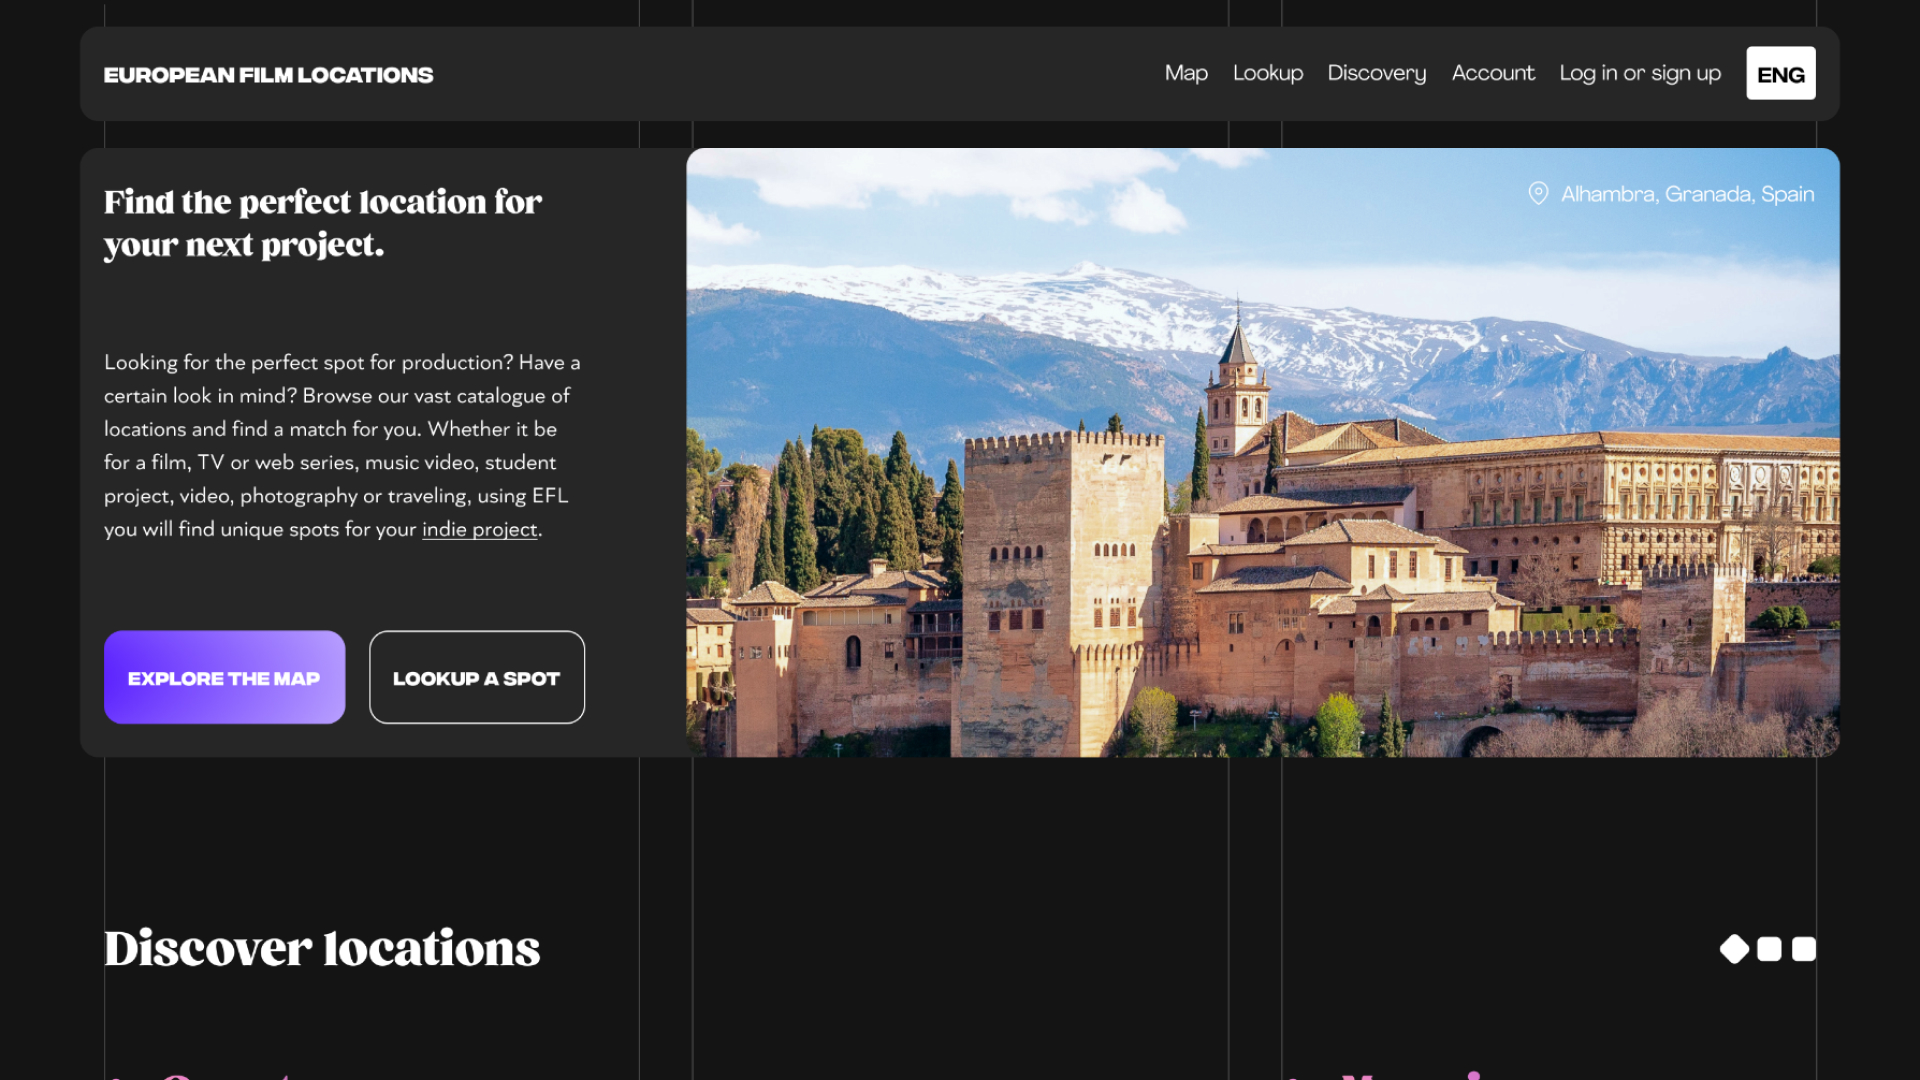 EUROPEAN FILM LOCATIONS
Map Lookup Discovery Account Log in or sign up ENG
Find the perfect location for
your next project.
Alhambra, Granada, Spain
Looking for the perfect spot for production? Have a
certain look in mind? Browse our vast catalogue of
locations and find a match for you. Whether it be
for a film, TV or web series, music video, student
project, video, photography or traveling, using EFL
you will find unique spots for your indie project.
EXPLORE THE MAP
LOOKUP A SPOT
Discover locations